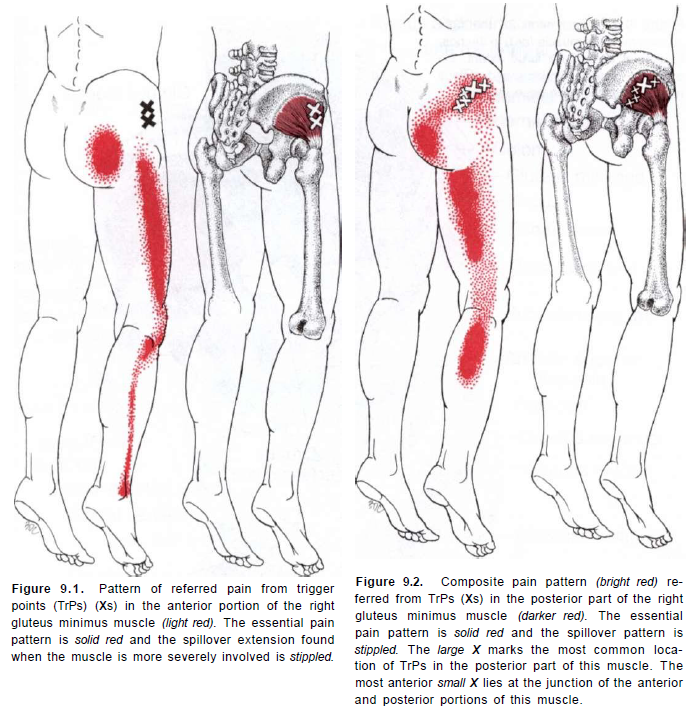 Figure 9.1. Pattern of referred pain from trigger
points (TrPs) (Xs) in the anterior portion of the right
gluteus minimus muscle (light red). The essential pain
pattern is solid red and the spillover extension found
when the muscle is more severely involved is stippled.
Figure 9.2. Composite pain pattern (bright red) re-
ferred from TrPs (Xs) in the posterior part of the right
gluteus minimus muscle (darker red). The essential
pain pattern is solid red and the spillover pattern is
stippled. The large X marks the most common loca-
tion of TrPs in the posterior part of this muscle. The
most anterior small X lies at the junction of the anterior
and posterior portions of this muscle.